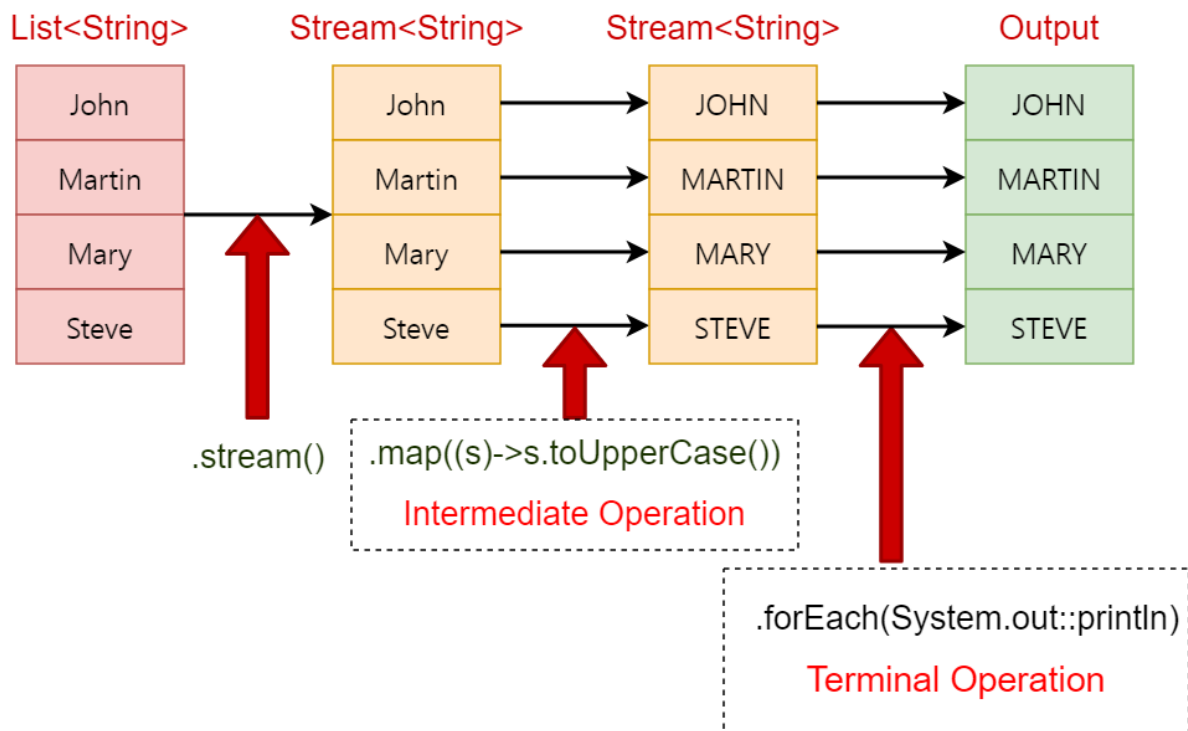 List<String> Stream<String> Stream<String> Output
John John JOHN JOHN
Martin Martin MARTIN MARTIN
Mary Mary MARY MARY
Steve Steve STEVE STEVE
.stream() .map((s)->s.toUpperCase())
Intermediate Operation
.forEach(System.out::println)
Terminal Operation